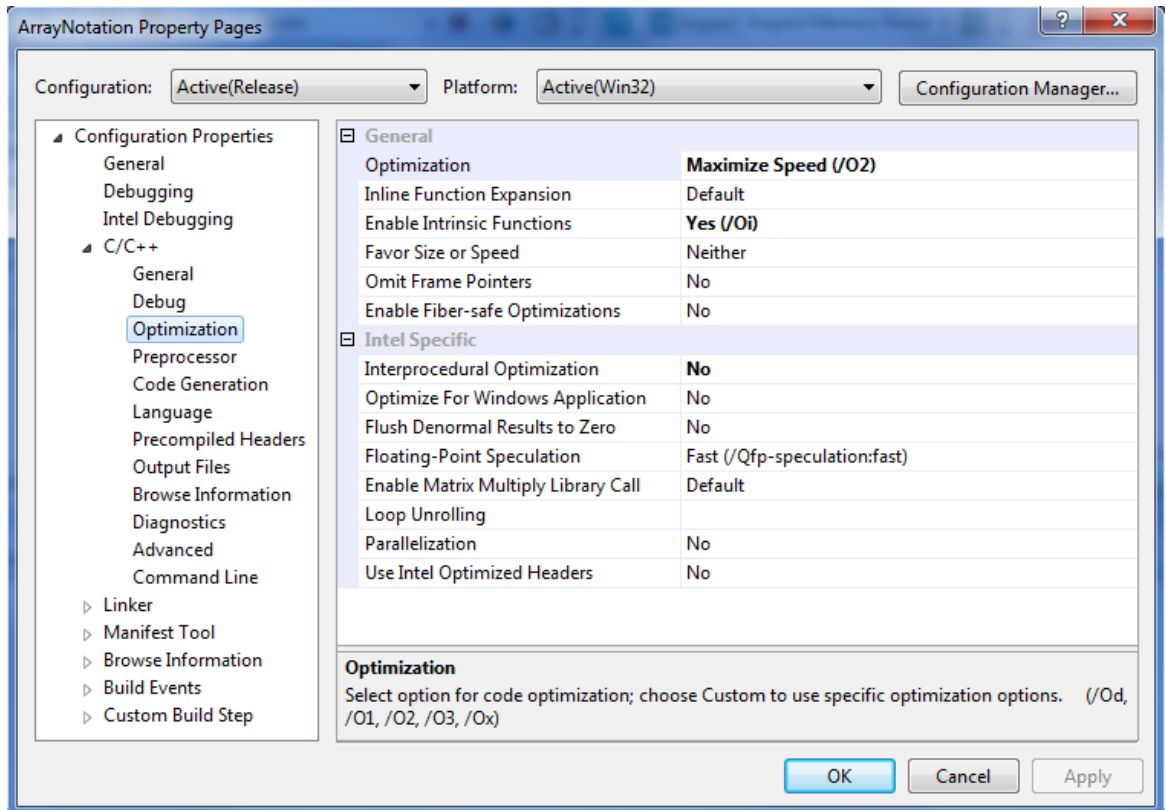 ArrayNotation Property Pages
Configuration: Active(Release) Platform: Active(Win32) Configuration Manager...
Configuration Properties
General
Debugging
Intel Debugging
C/C++
General
Debug
Optimization
Preprocessor
Code Generation
Language
Precompiled Headers
Output Files
Browse Information
Diagnostics
Advanced
Command Line
Linker
Manifest Tool
Browse Information
Build Events
Custom Build Step
General
Optimization Maximize Speed (/O2)
Inline Function Expansion Default
Enable Intrinsic Functions Yes (/Oi)
Favor Size or Speed Neither
Omit Frame Pointers No
Enable Fiber-safe Optimizations No
Intel Specific
Interprocedural Optimization No
Optimize For Windows Application No
Flush Denormal Results to Zero No
Floating-Point Speculation Fast (/Qfp-speculation:fast)
Enable Matrix Multiply Library Call Default
Loop Unrolling
Parallelization No
Use Intel Optimized Headers No
Optimization
Select option for code optimization; choose Custom to use specific optimization options. (/Od,
/O1, /O2, /O3, /Ox)
OK Cancel Apply